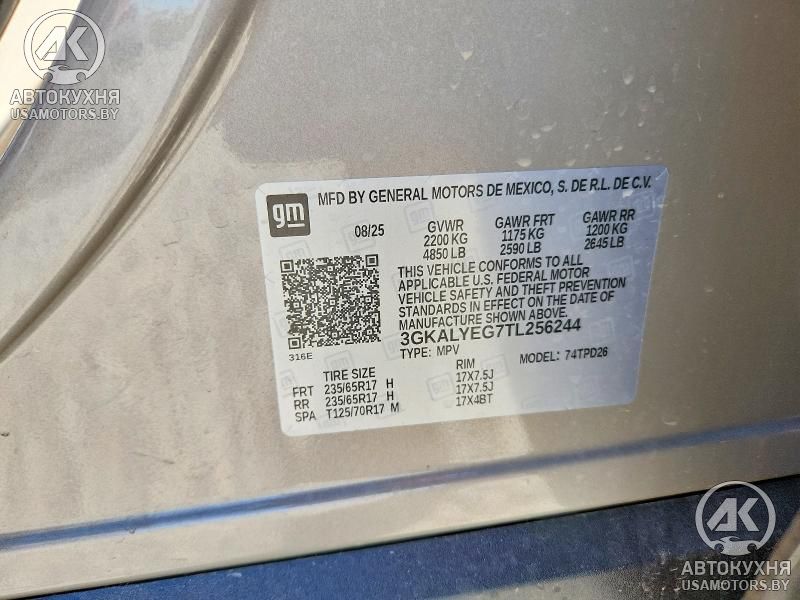 AK
АВТОКУХНЯ
USAMOTORS.BY
gm
MFD BY GENERAL MOTORS DE MEXICO, S. DE R.L. DE C.V.
08/25 GVWR GAWR FRT GAWR RR
2200 KG 1175 KG 1200 KG
4850 LB 2590 LB 2645 LB
THIS VEHICLE CONFORMS TO ALL
APPLICABLE U.S. FEDERAL MOTOR
VEHICLE SAFETY AND THEFT PREVENTION
STANDARDS IN EFFECT ON THE DATE OF
MANUFACTURE SHOWN ABOVE.
3GKALYEG7TL256244
316E TYPE: MPV MODEL: 74TPD26
TIRE SIZE RIM
FRT 235/65R17 H 17X7.5J
RR 235/65R17 H 17X7.5J
SPA T125/70R17 M 17X4BT
AK
АВТОКУХНЯ
USAMOTORS.BY